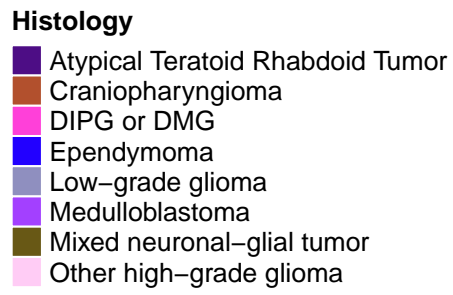 Histology
Atypical Teratoid Rhabdoid Tumor
Craniopharyngioma
DIPG or DMG
Ependymoma
Low−grade glioma
Medulloblastoma
Mixed neuronal−glial tumor
Other high−grade glioma